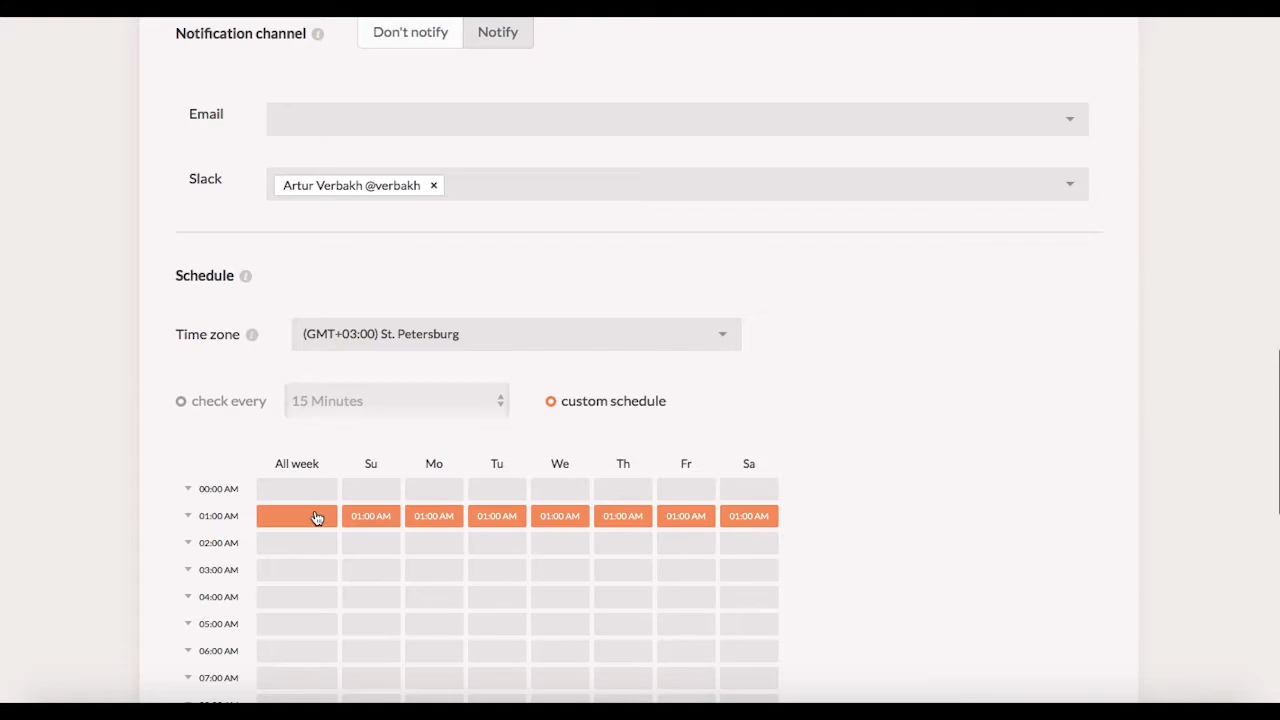 Notification channel i Don't notify Notify
Email
Slack Artur Verbakh @verbakh ×
Schedule i
Time zone i (GMT+03:00) St. Petersburg
check every 15 Minutes custom schedule
All week Su Mo Tu We Th Fr Sa
00:00 AM
01:00 AM 01:00 AM 01:00 AM 01:00 AM 01:00 AM 01:00 AM 01:00 AM 01:00 AM
02:00 AM
03:00 AM
04:00 AM
05:00 AM
06:00 AM
07:00 AM